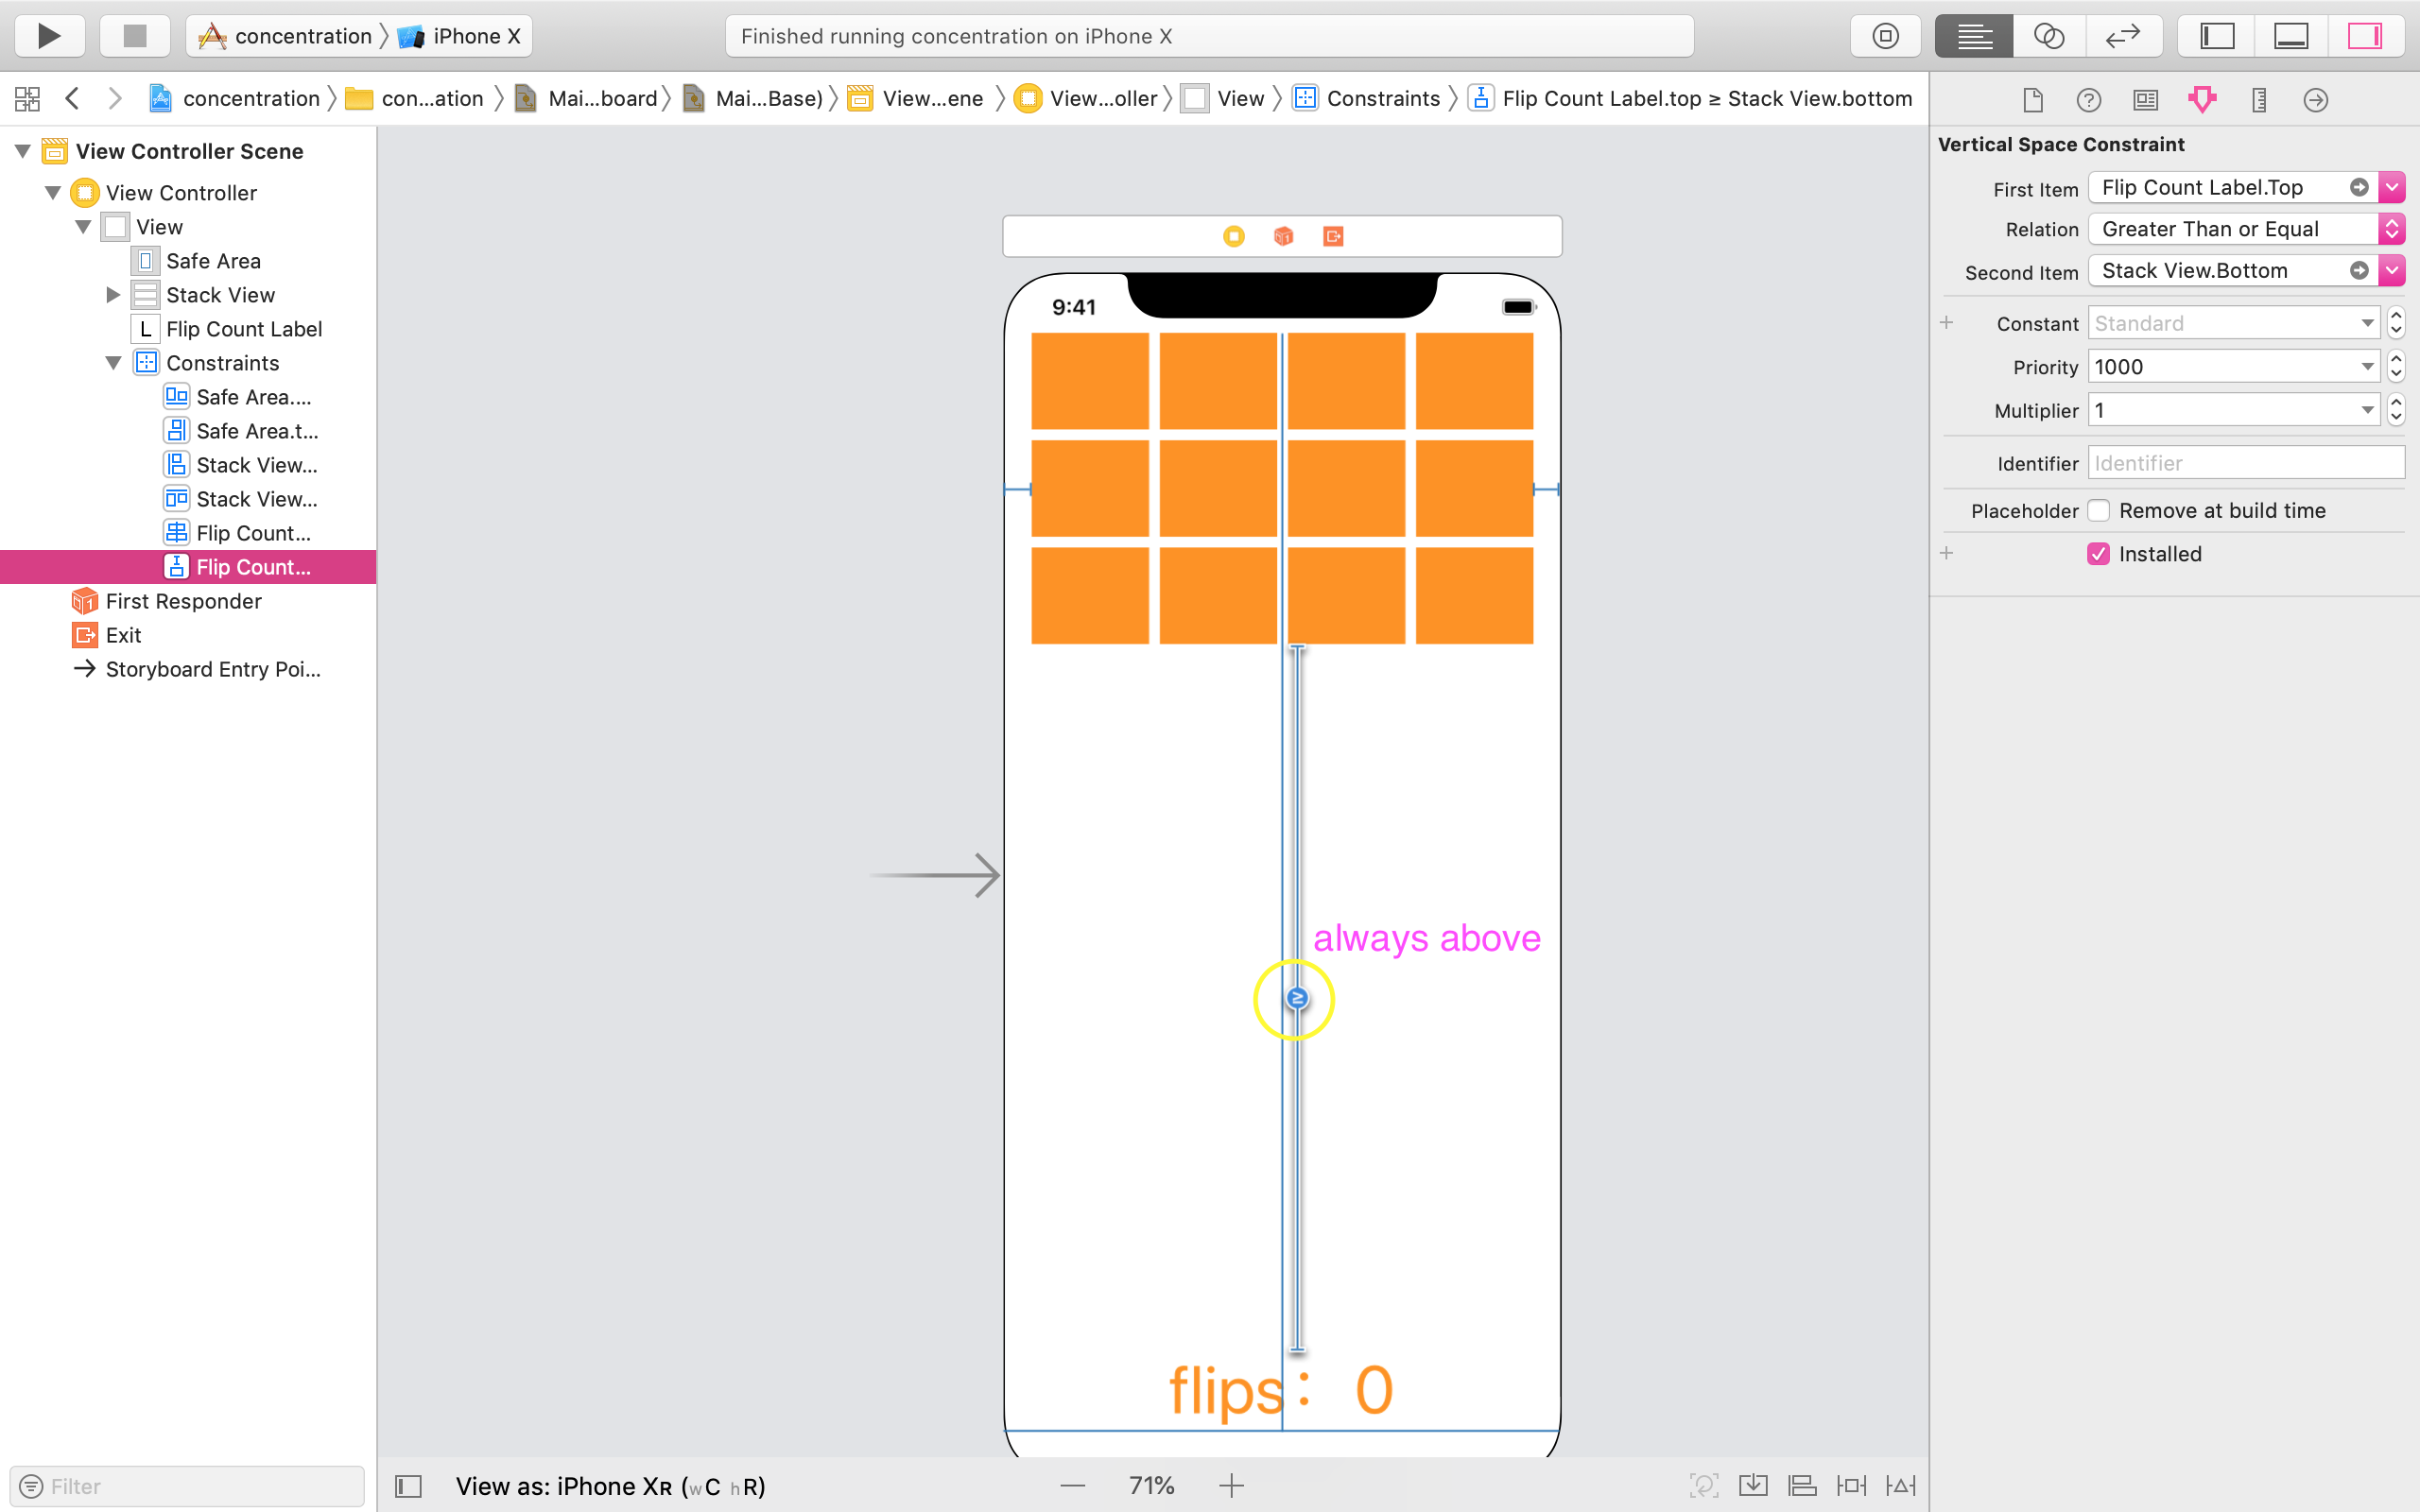 concentration 〉 iPhone X
Finished running concentration on iPhone X
concentration 〉 con...ation 〉 Mai...board 〉 Mai...Base) 〉 View...ene 〉 View...oller 〉 View 〉 Constraints 〉 Flip Count Label.top ≥ Stack View.bottom
View Controller Scene
View Controller
View
Safe Area
Stack View
L Flip Count Label
Constraints
Safe Area....
Safe Area.t...
Stack View...
Stack View...
Flip Count...
Flip Count...
First Responder
Exit
Storyboard Entry Poi...
Filter
9:41
always above
≥
flips: 0
View as: iPhone XR (wC hR)
71%
Vertical Space Constraint
First Item Flip Count Label.Top
Relation Greater Than or Equal
Second Item Stack View.Bottom
+ Constant Standard
Priority 1000
Multiplier 1
Identifier Identifier
Placeholder Remove at build time
+ Installed